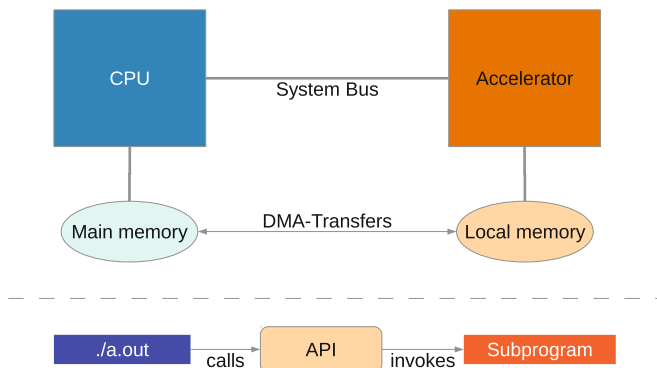 CPU
Accelerator
System Bus
DMA-Transfers
Main memory
Local memory
./a.out
calls
API
invokes
Subprogram